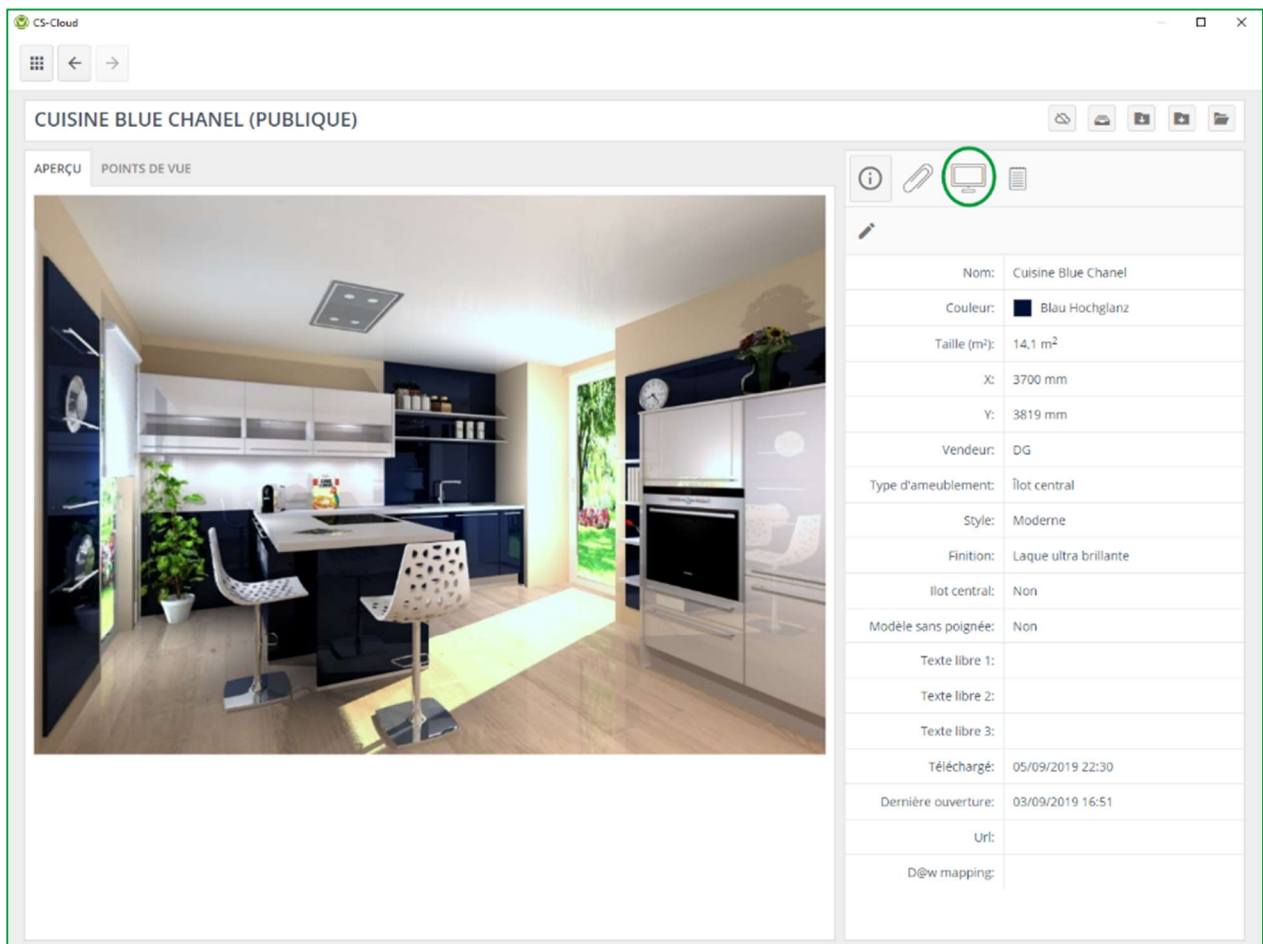 CS-Cloud
CUISINE BLUE CHANEL (PUBLIQUE)
APERÇU POINTS DE VUE
Nom: Cuisine Blue Chanel
Couleur: Blau Hochglanz
Taille (m²): 14,1 m²
X: 3700 mm
Y: 3819 mm
Vendeur: DG
Type d'ameublement: Îlot central
Style: Moderne
Finition: Laque ultra brillante
Ilot central: Non
Modèle sans poignée: Non
Texte libre 1:
Texte libre 2:
Texte libre 3:
Téléchargé: 05/09/2019 22:30
Dernière ouverture: 03/09/2019 16:51
Url:
D@w mapping: